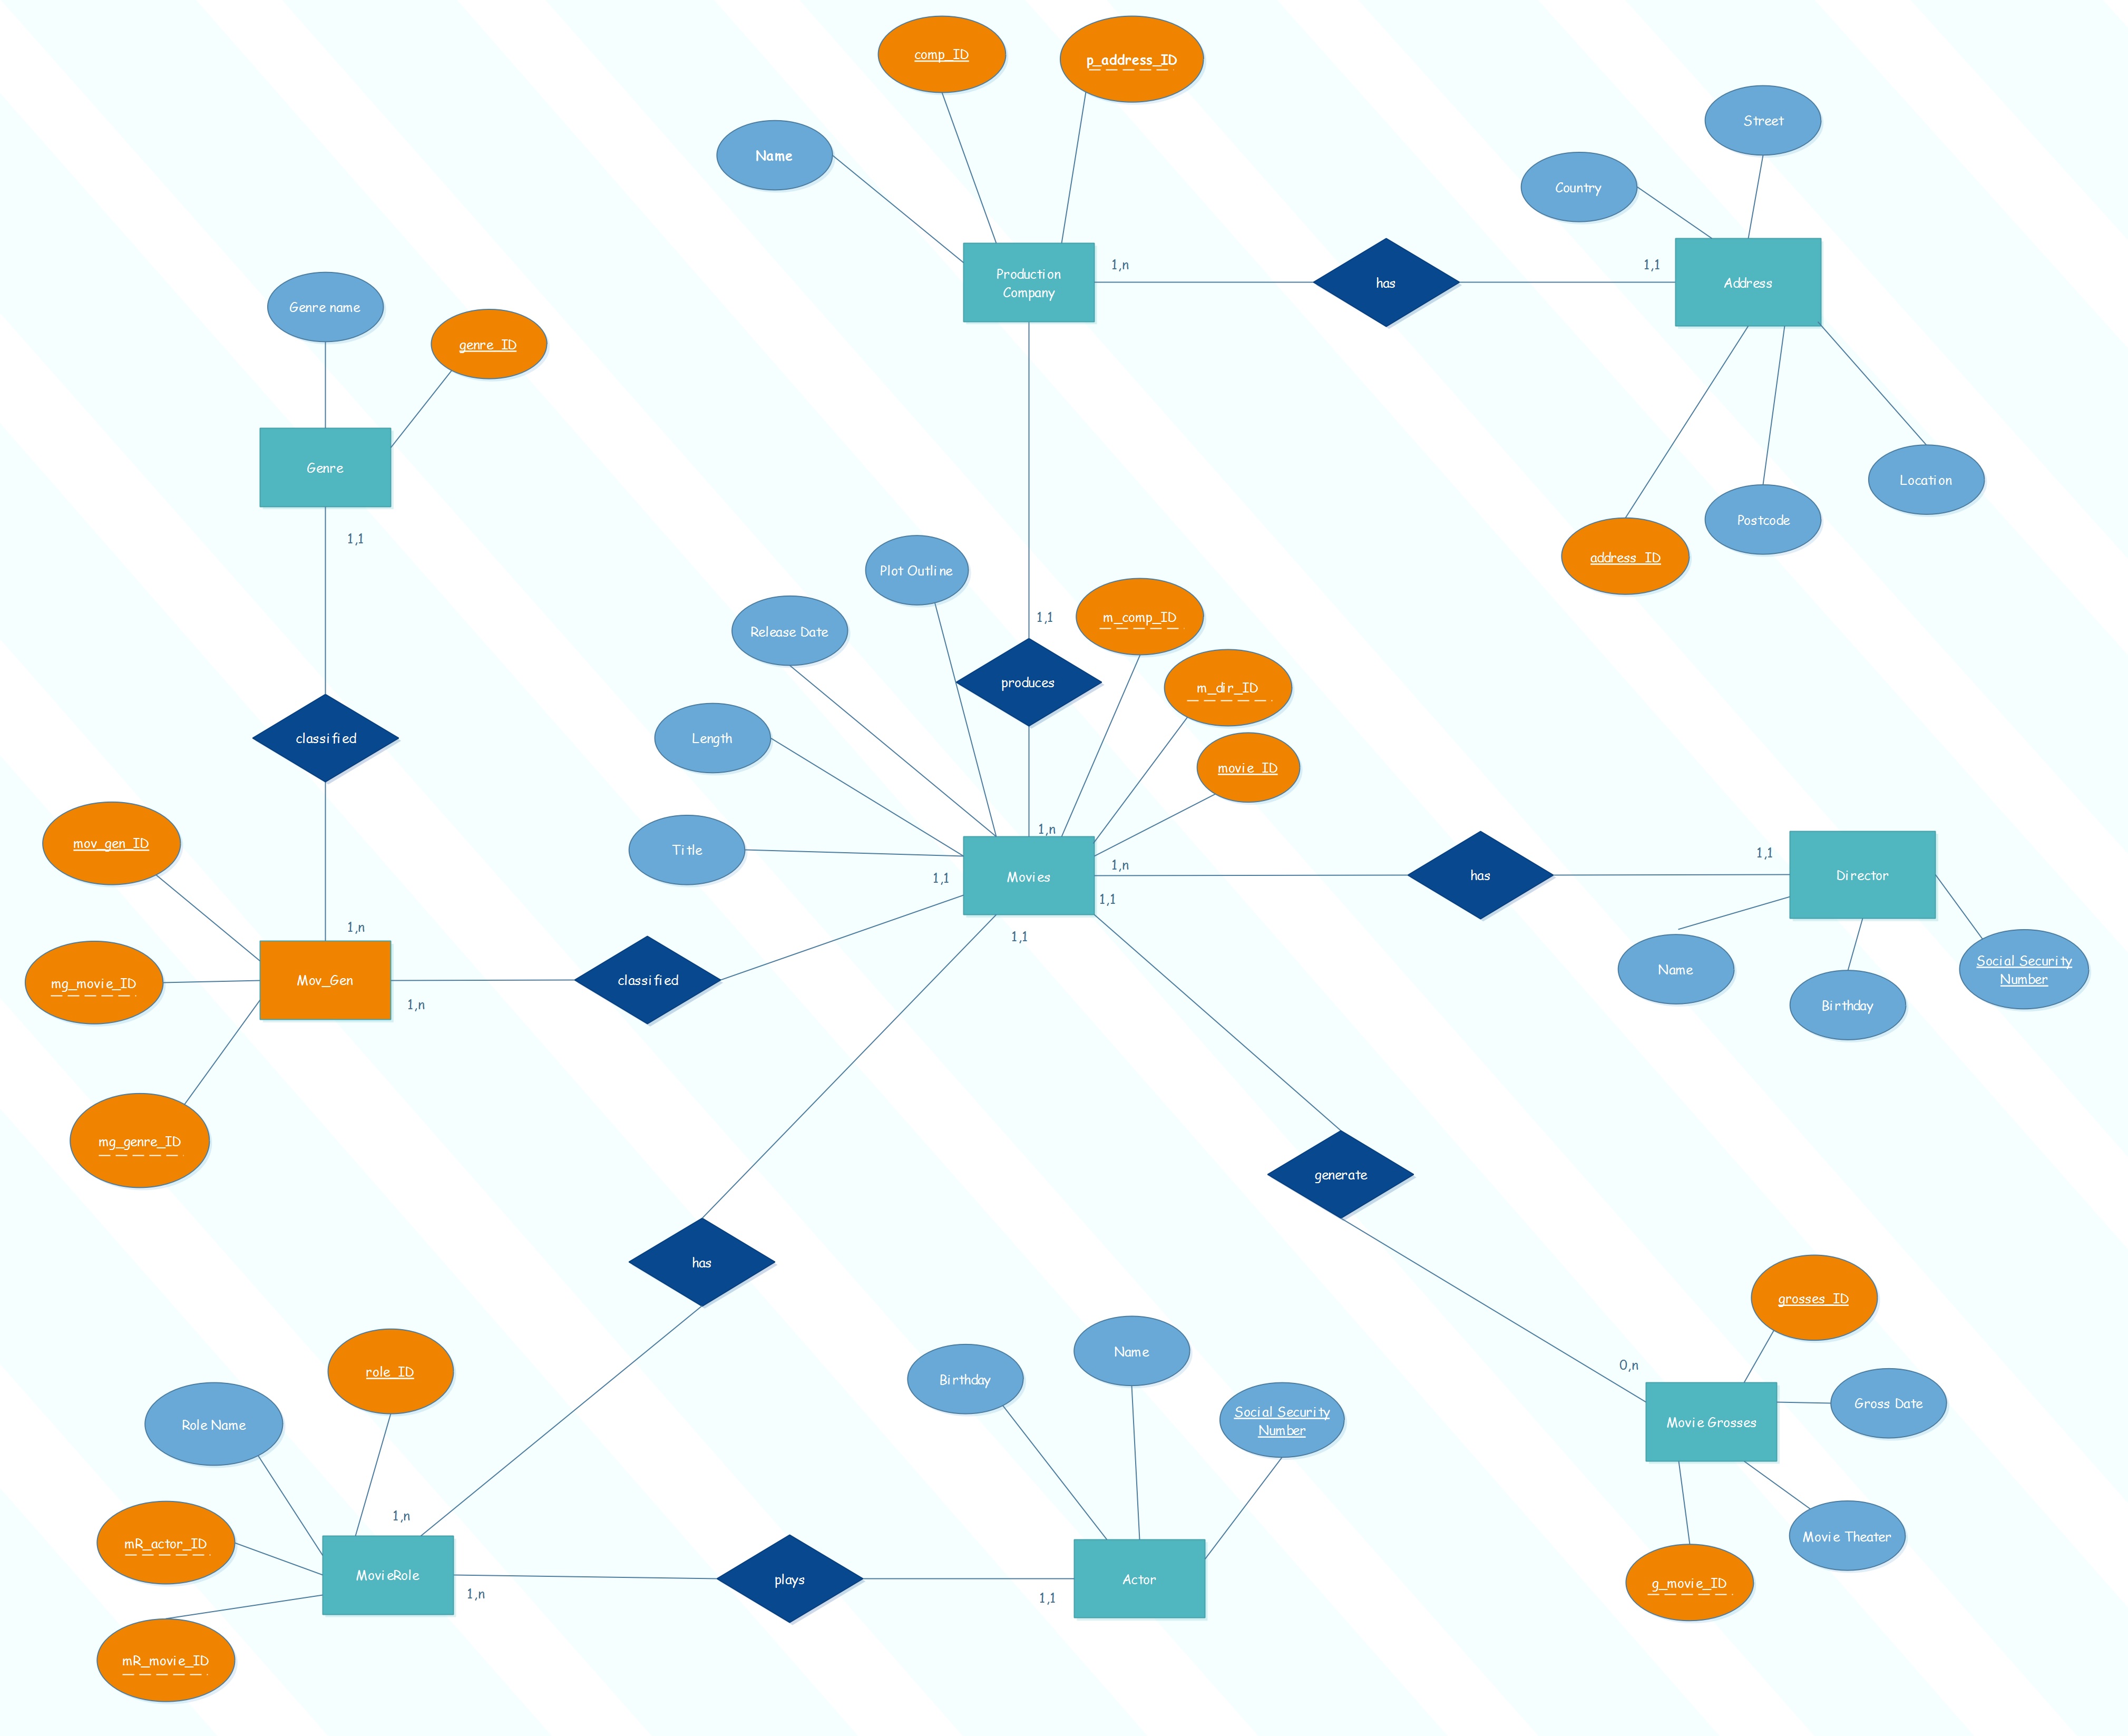 comp_ID
p_address_ID
Name
Street
Country
Production
Company
1,n
has
1,1
Address
Genre name
genre_ID
Genre
1,1
Location
Postcode
address_ID
Plot Outline
Release Date
1,1
m_comp_ID
produces
m_dir_ID
Length
classified
movie_ID
Title
1,n
1,n
1,1
Movies
1,1
1,1
has
1,1
Director
Name
Birthday
Social Security
Number
mov_gen_ID
1,n
mg_movie_ID
Mov_Gen
1,n
classified
mg_genre_ID
generate
has
grosses_ID
0,n
Gross Date
Movie Grosses
Movie Theater
g_movie_ID
role_ID
Role Name
Birthday
Name
Social Security
Number
1,n
mR_actor_ID
MovieRole
1,n
plays
1,1
Actor
mR_movie_ID